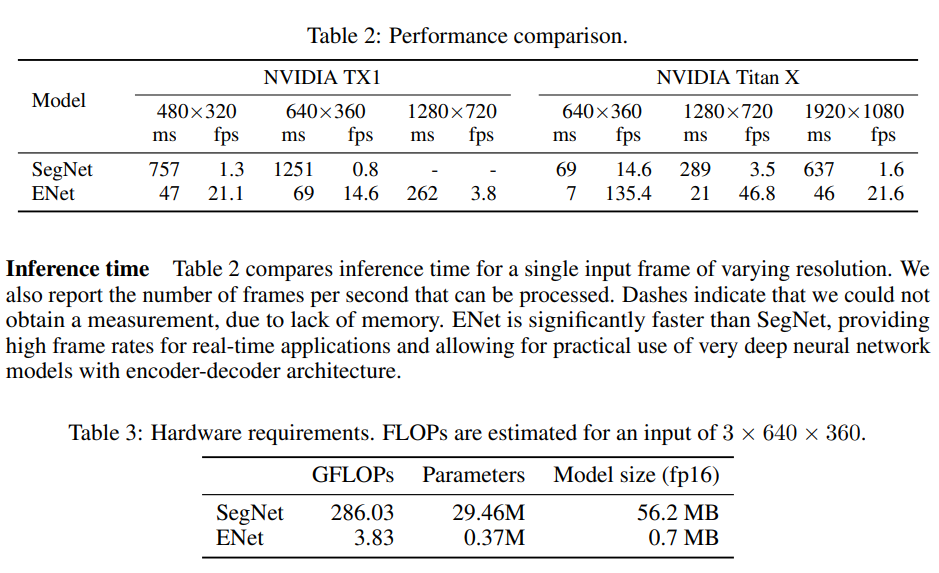 Table 2: Performance comparison.
Model NVIDIA TX1 NVIDIA Titan X
480×320 640×360 1280×720 640×360 1280×720 1920×1080
ms fps ms fps ms fps ms fps ms fps ms fps
SegNet 757 1.3 1251 0.8 - - 69 14.6 289 3.5 637 1.6
ENet 47 21.1 69 14.6 262 3.8 7 135.4 21 46.8 46 21.6
Inference time Table 2 compares inference time for a single input frame of varying resolution. We
also report the number of frames per second that can be processed. Dashes indicate that we could not
obtain a measurement, due to lack of memory. ENet is significantly faster than SegNet, providing
high frame rates for real-time applications and allowing for practical use of very deep neural network
models with encoder-decoder architecture.
Table 3: Hardware requirements. FLOPs are estimated for an input of 3 × 640 × 360.
GFLOPs Parameters Model size (fp16)
SegNet 286.03 29.46M 56.2 MB
ENet 3.83 0.37M 0.7 MB